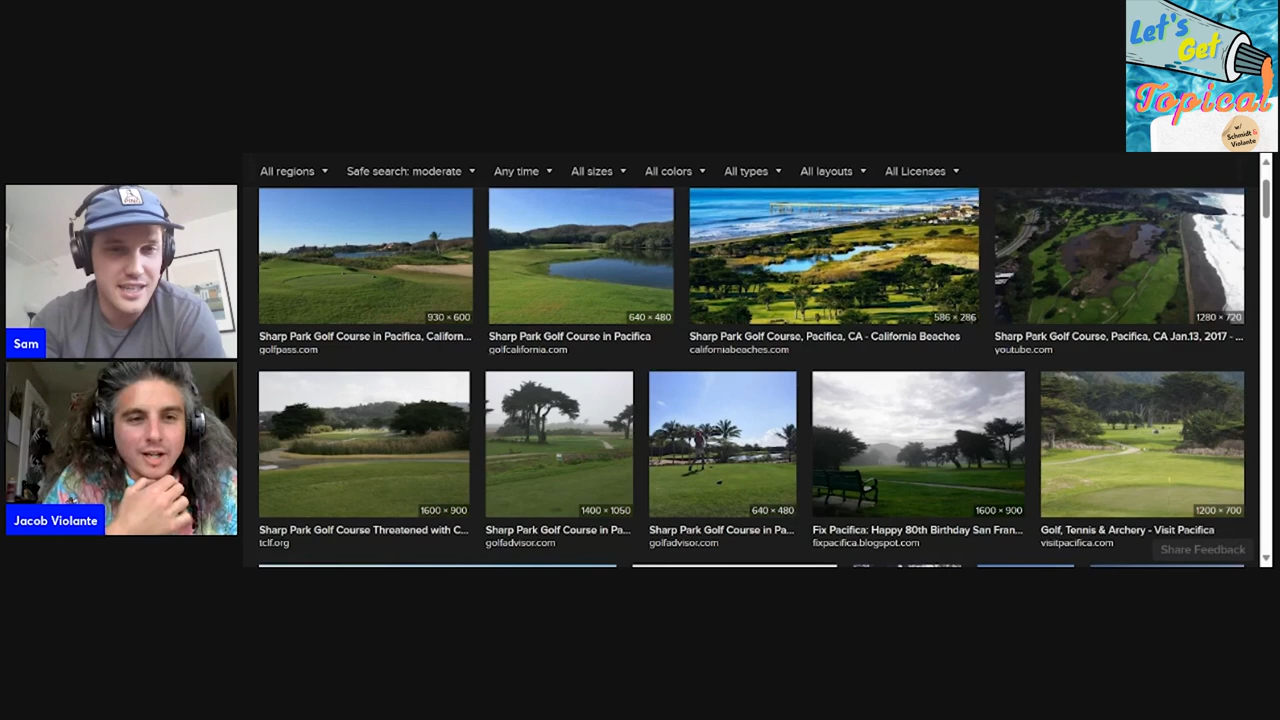 Let's
Get
Topical
w/
Schmidt &
Violante
All regions
Safe search: moderate
Any time
All sizes
All colors
All types
All layouts
All Licenses
PING
930 × 600
640 × 480
586 × 286
1280 × 720
Sharp Park Golf Course in Pacifica, Californ...
Sharp Park Golf Course in Pacifica
Sharp Park Golf Course, Pacifica, CA - California Beaches
Sharp Park Golf Course, Pacifica, CA Jan.13, 2017 - ...
golfpass.com
golfcalifornia.com
californiabeaches.com
youtube.com
Sam
1600 × 900
1400 × 1050
640 × 480
1600 × 900
1200 × 700
Jacob Violante
Sharp Park Golf Course Threatened with C...
Sharp Park Golf Course in Pa...
Sharp Park Golf Course in Pa...
Fix Pacifica: Happy 80th Birthday San Fran...
Golf, Tennis & Archery - Visit Pacifica
tclf.org
golfadvisor.com
golfadvisor.com
fixpacifica.blogspot.com
visitpacifica.com
Share Feedback